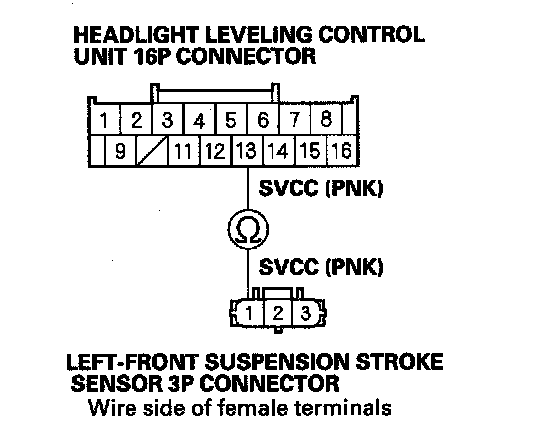 HEADLIGHT LEVELING CONTROL
UNIT 16P CONNECTOR
1 2 3 4 5 6 7 8
9 11 12 13 14 15 16
SVCC (PNK)
Ω
SVCC (PNK)
1 2 3
LEFT-FRONT SUSPENSION STROKE
SENSOR 3P CONNECTOR
Wire side of female terminals